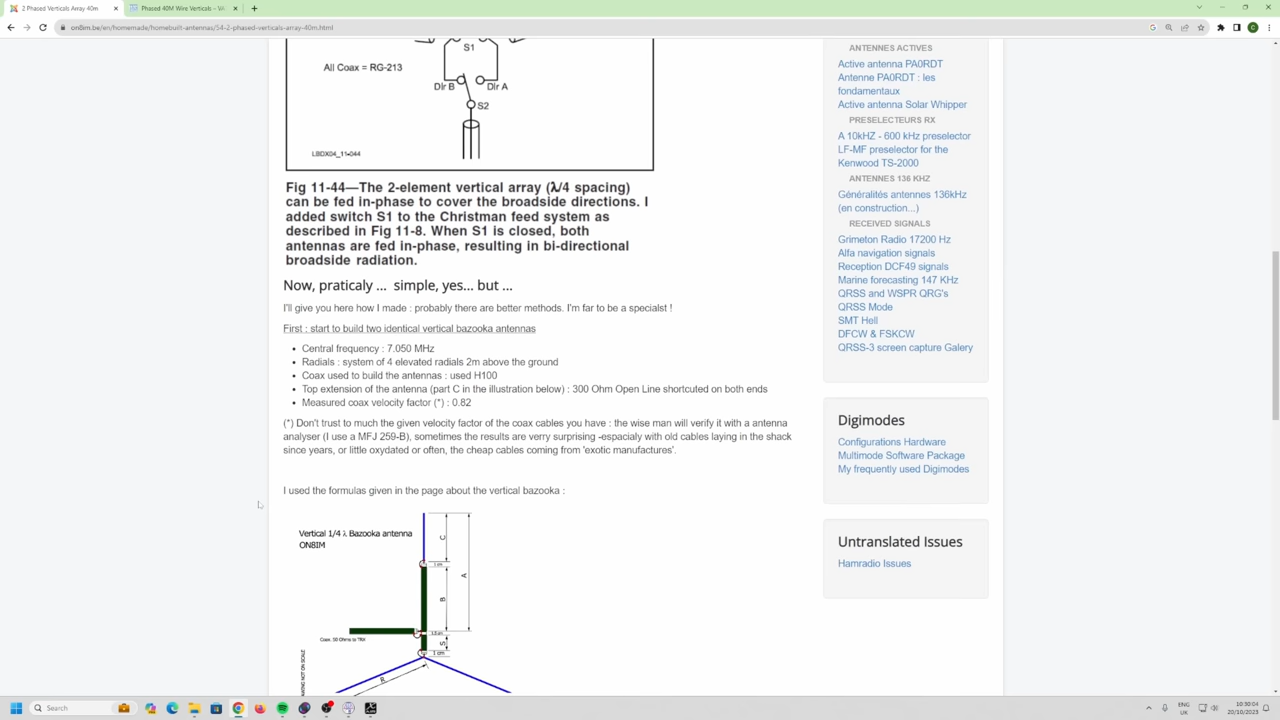 2 Phased Verticals Array 40m
Phased 40M Wire Verticals – VA
on8im.be/en/homemade/homebuilt-antennas/54-2-phased-verticals-array-40m.html
S1
All Coax = RG-213
Dir B
Dir A
S2
LBDX04_11-044
Fig 11-44—The 2-element vertical array (λ/4 spacing)
can be fed in-phase to cover the broadside directions. I
added switch S1 to the Christman feed system as
described in Fig 11-8. When S1 is closed, both
antennas are fed in-phase, resulting in bi-directional
broadside radiation.
Now, praticaly ... simple, yes... but ...
I'll give you here how I made : probably there are better methods. I'm far to be a specialst !
First : start to build two identical vertical bazooka antennas
• Central frequency : 7.050 MHz
• Radials : system of 4 elevated radials 2m above the ground
• Coax used to build the antennas : used H100
• Top extension of the antenna (part C in the illustration below) : 300 Ohm Open Line shortcuted on both ends
• Measured coax velocity factor (*) : 0.82
(*) Don't trust to much the given velocity factor of the coax cables you have : the wise man will verify it with a antenna
analyser (I use a MFJ 259-B), sometimes the results are verry surprising -espacialy with old cables laying in the shack
since years, or little oxydated or often, the cheap cables coming from 'exotic manufactures'.
I used the formulas given in the page about the vertical bazooka :
Vertical 1/4 λ Bazooka antenna
ON8IM
C
1 cm
A
B
Coax. 50 Ohms to TRX
S
1 cm
R
ANTENNES ACTIVES
Active antenna PA0RDT
Antenne PA0RDT : les
fondamentaux
Active antenna Solar Whipper
PRESELECTEURS RX
A 10kHZ - 600 kHz preselector
LF-MF preselector for the
Kenwood TS-2000
ANTENNES 136 KHZ
Généralités antennes 136kHz
(en construction...)
RECEIVED SIGNALS
Grimeton Radio 17200 Hz
Alfa navigation signals
Reception DCF49 signals
Marine forecasting 147 KHz
QRSS and WSPR QRG's
QRSS Mode
SMT Hell
DFCW & FSKCW
QRSS-3 screen capture Galery
Digimodes
Configurations Hardware
Multimode Software Package
My frequently used Digimodes
Untranslated Issues
Hamradio Issues
Search
ENG
UK
10:30:04
20/10/2023